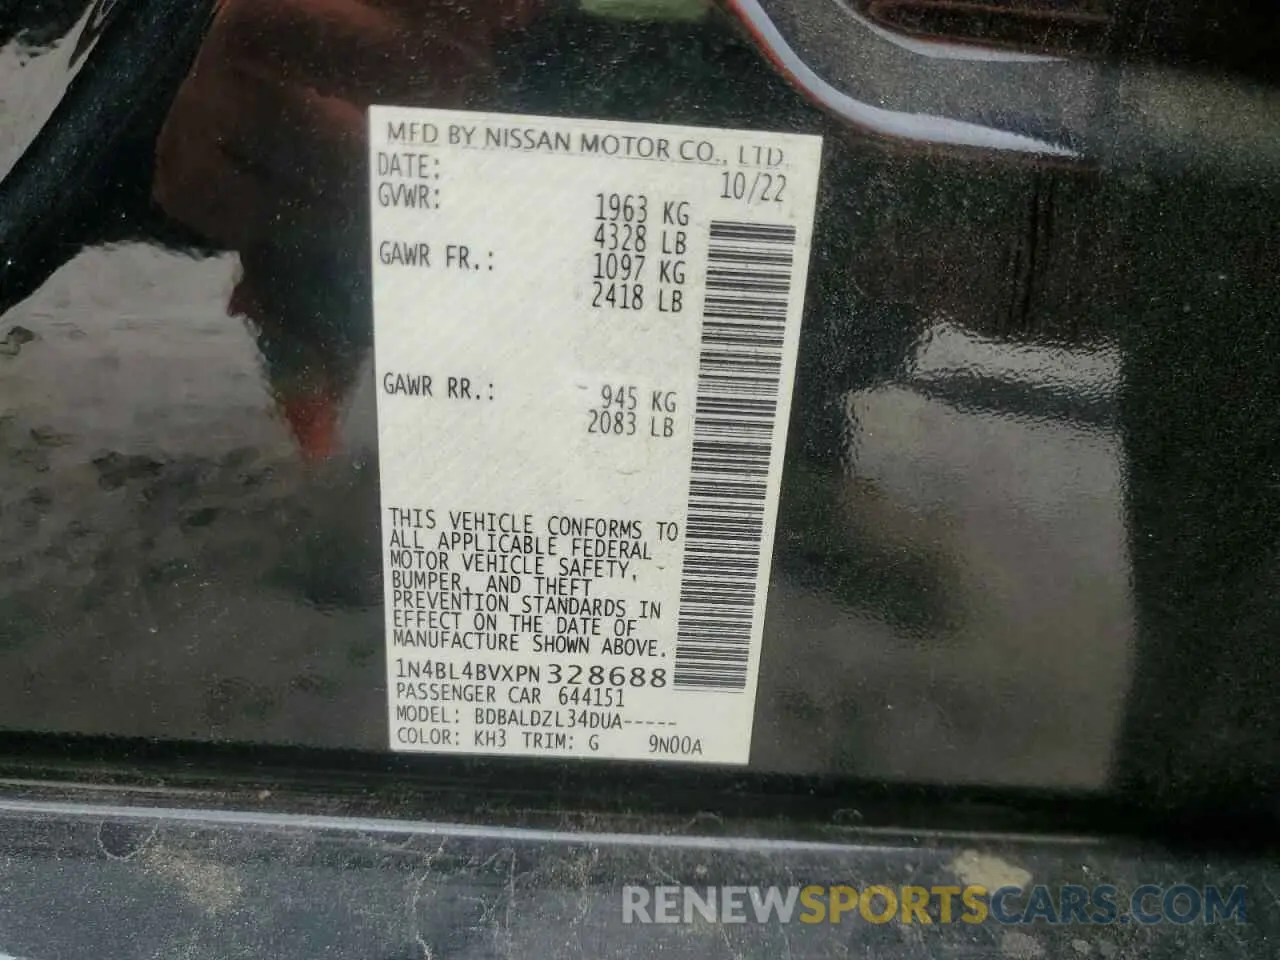 MFD BY NISSAN MOTOR CO., LTD.
DATE: 10/22
GVWR: 1963 KG
4328 LB
GAWR FR.: 1097 KG
2418 LB
GAWR RR.: 945 KG
2083 LB
THIS VEHICLE CONFORMS TO
ALL APPLICABLE FEDERAL
MOTOR VEHICLE SAFETY,
BUMPER, AND THEFT
PREVENTION STANDARDS IN
EFFECT ON THE DATE OF
MANUFACTURE SHOWN ABOVE.
1N4BL4BVXPN328688
PASSENGER CAR 644151
MODEL: BDBALDZL34DUA-----
COLOR: KH3 TRIM: G 9N00A
RENEWSPORTSCARS.COM